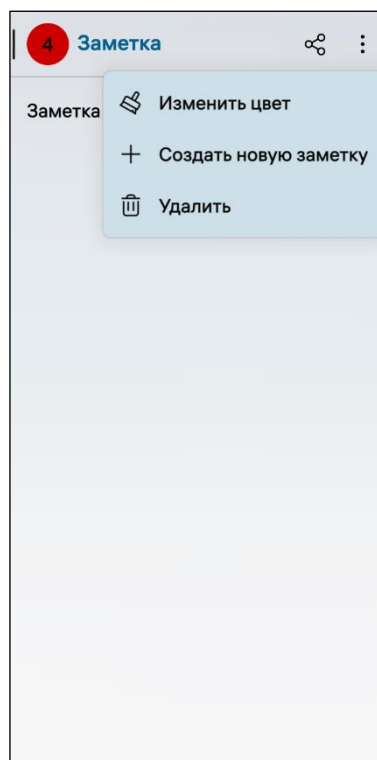 4 Заметка
Заметка
Изменить цвет
Создать новую заметку
Удалить